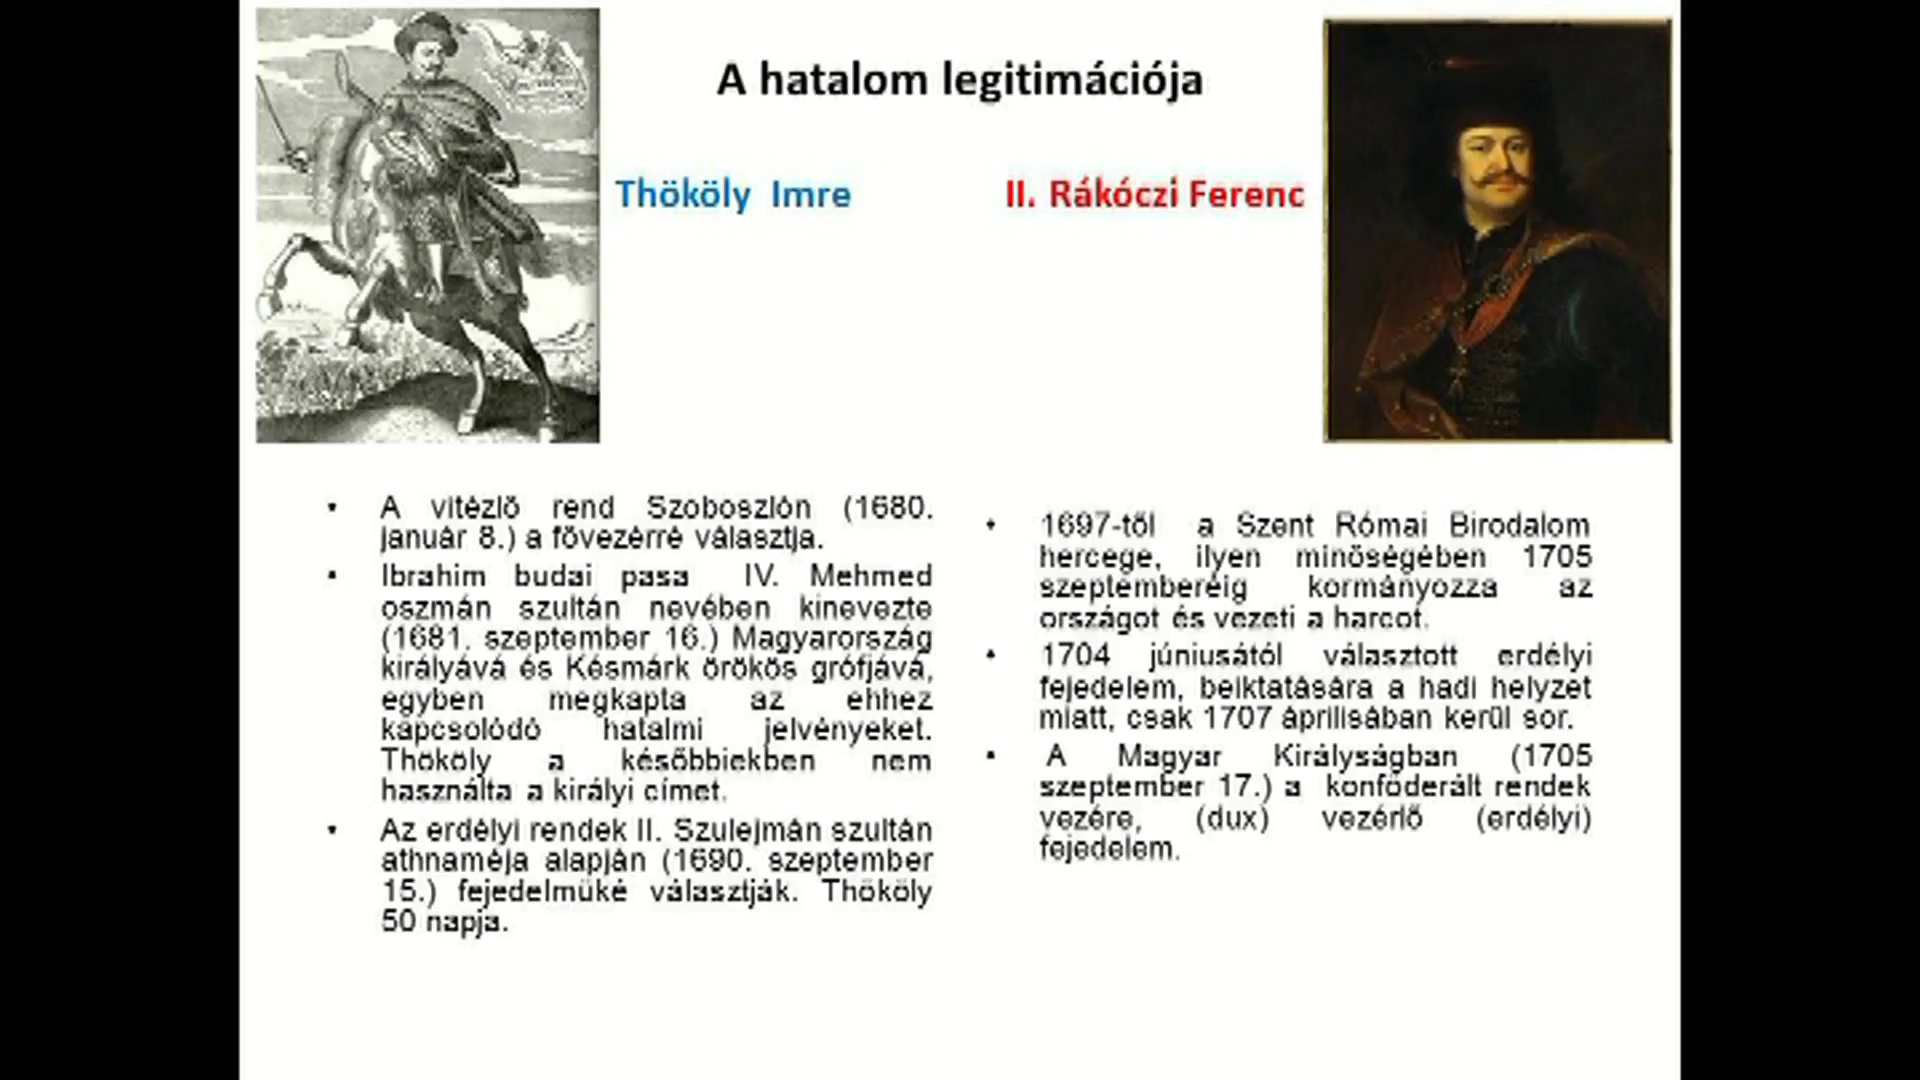 A hatalom legitimációja
Thököly Imre
II. Rákóczi Ferenc
• A vitézlő rend Szoboszlón (1680.
január 8.) a fővezérré választja.
• Ibrahim budai pasa IV. Mehmed
oszmán szultán nevében kinevezte
(1681. szeptember 16.) Magyarország
királyává és Késmárk örökös grófjává,
egyben megkapta az ehhez
kapcsolódó hatalmi jelvényeket.
Thököly a későbbiekben nem
használta a királyi címet.
• Az erdélyi rendek II. Szulejmán szultán
athnaméja alapján (1690. szeptember
15.) fejedelmüké választják. Thököly
50 napja.
• 1697-től a Szent Római Birodalom
hercege, ilyen minőségében 1705
szeptemberéig kormányozza az
országot és vezeti a harcot.
• 1704 júniusától választott erdélyi
fejedelem, beiktatására a hadi helyzet
miatt, csak 1707 áprilisában kerül sor.
• A Magyar Királyságban (1705
szeptember 17.) a konföderált rendek
vezére, (dux) vezérlő (erdélyi)
fejedelem.